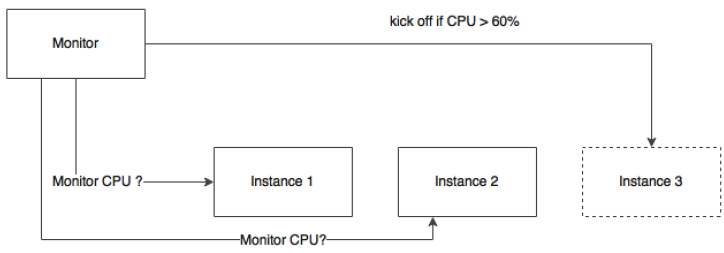 kick off if CPU > 60%
Monitor
Monitor CPU ?
Instance 1
Instance 2
Instance 3
Monitor CPU?